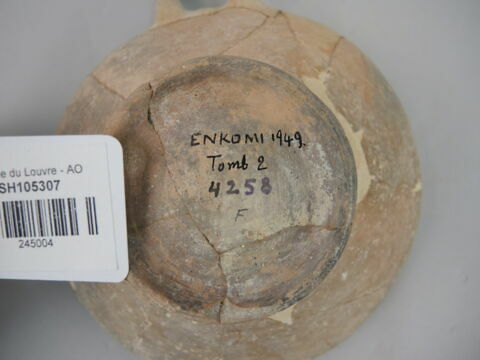 ENKOMI 1949.
Tomb 2
4258
F
e du Louvre - AO
SH105307
245004